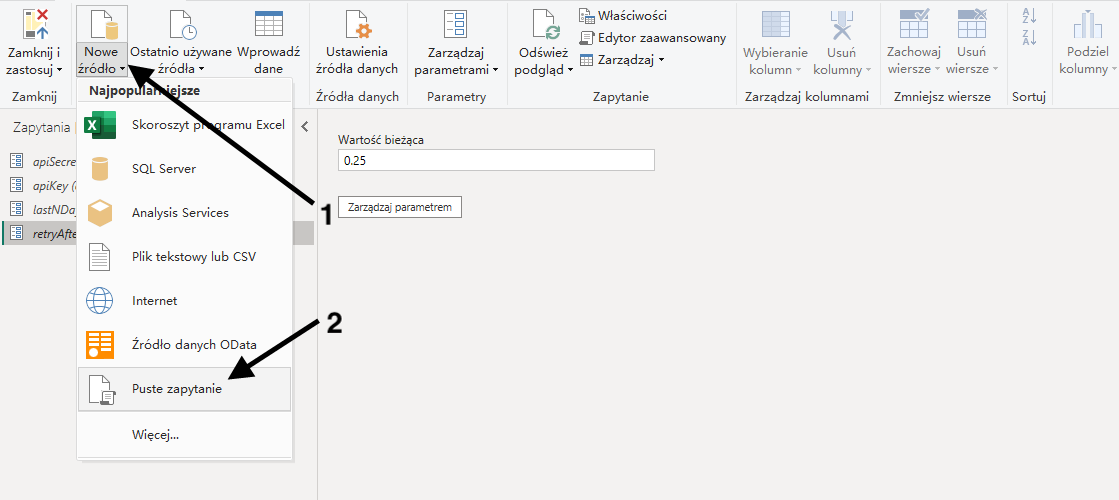 Zamknij i
zastosuj
Zamknij
Nowe
źródło
Ostatnio używane
źródła
Wprowadź
dane
Ustawienia
źródła danych
Źródła danych
Zarządzaj
parametrami
Parametry
Odśwież
podgląd
Właściwości
Edytor zaawansowany
Zarządzaj
Zapytanie
Wybieranie
kolumn
Usuń
kolumny
Zarządzaj kolumnami
Zachowaj
wiersze
Usuń
wiersze
Zmniejsz wiersze
A
Z
Z
A
Sortuj
Podziel
kolumny
Najpopularniejsze
Skoroszyt programu Excel
SQL Server
Analysis Services
Plik tekstowy lub CSV
Internet
Źródło danych OData
Puste zapytanie
Więcej...
Zapytania
apiSecre
apiKey (
lastNDay
retryAfte
Wartość bieżąca
0.25
Zarządzaj parametrem
1
2